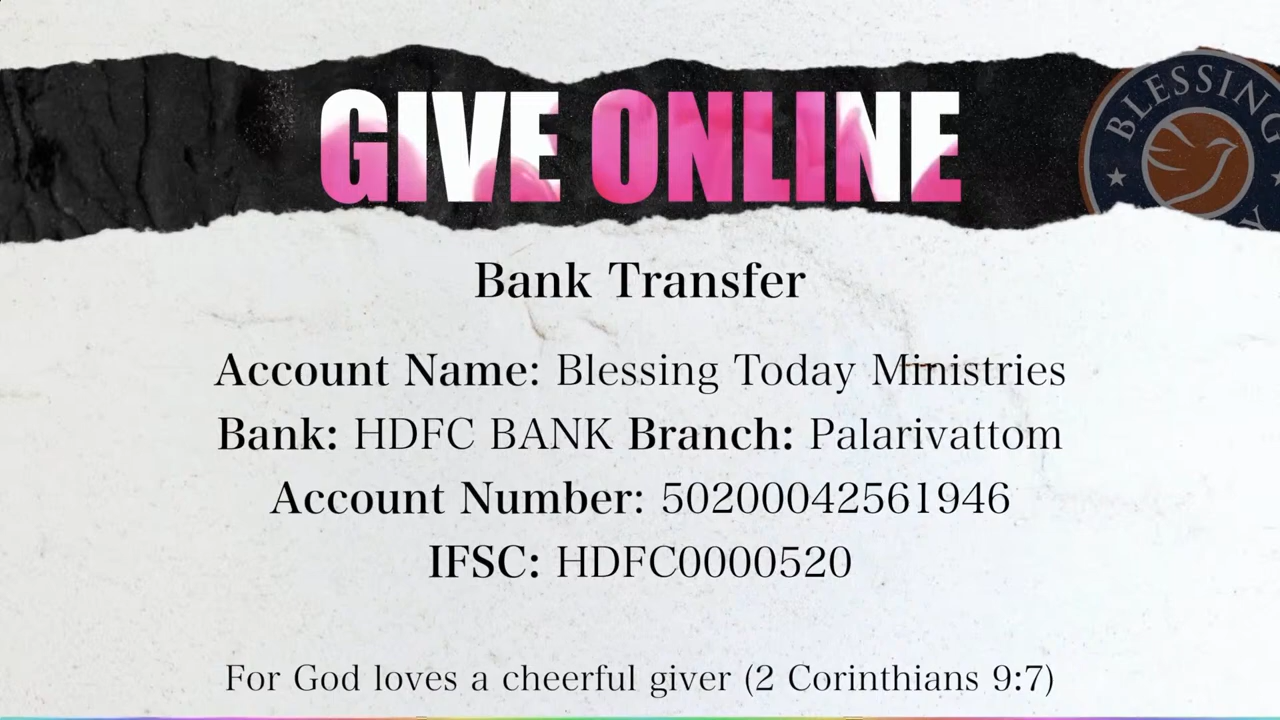 GIVE ONLINE
BLESSING
Bank Transfer
Account Name: Blessing Today Ministries
Bank: HDFC BANK Branch: Palarivattom
Account Number: 50200042561946
IFSC: HDFC0000520
For God loves a cheerful giver (2 Corinthians 9:7)